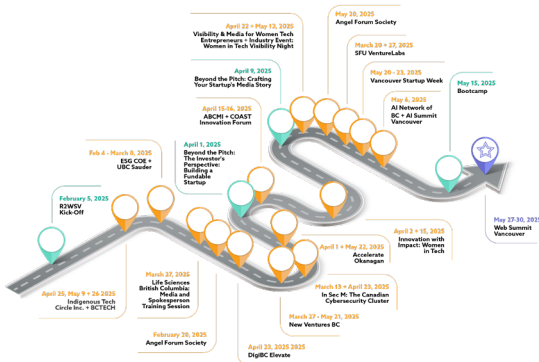 April 22 + May 13, 2025
Visibility & Media for Women Tech
Entrepreneurs + Industry Event:
Women in Tech Visibility Night
May 20, 2025
Angel Forum Society
March 20 + 27, 2025
SFU VentureLabs
April 9, 2025
Beyond the Pitch: Crafting
Your Startup's Media Story
May 20 - 23, 2025
Vancouver Startup Week
May 15, 2025
Bootcamp
April 15-16, 2025
ABCMI + COAST
Innovation Forum
May 6, 2025
AI Network of
BC + AI Summit
Vancouver
Feb 4 - March 8, 2025
ESG COE +
UBC Sauder
April 1, 2025
Beyond the Pitch:
The Investor's
Perspective:
Building a
Fundable
Startup
February 5, 2025
R2WSV
Kick-Off
May 27-30, 2025
Web Summit
Vancouver
April 2 + 15, 2025
Innovation with
Impact: Women
in Tech
April 1 + May 22, 2025
Accelerate
Okanagan
March 27, 2025
Life Sciences
British Columbia:
Media and
Spokesperson
Training Session
March 13 + April 23, 2025
In Sec M: The Canadian
Cybersecurity Cluster
April 25, May 9 + 26 2025
Indigenous Tech
Circle Inc. + BCTECH
March 27 - May 21, 2025
New Ventures BC
February 20, 2025
Angel Forum Society
April 23, 2025 2025
DigiBC Elevate